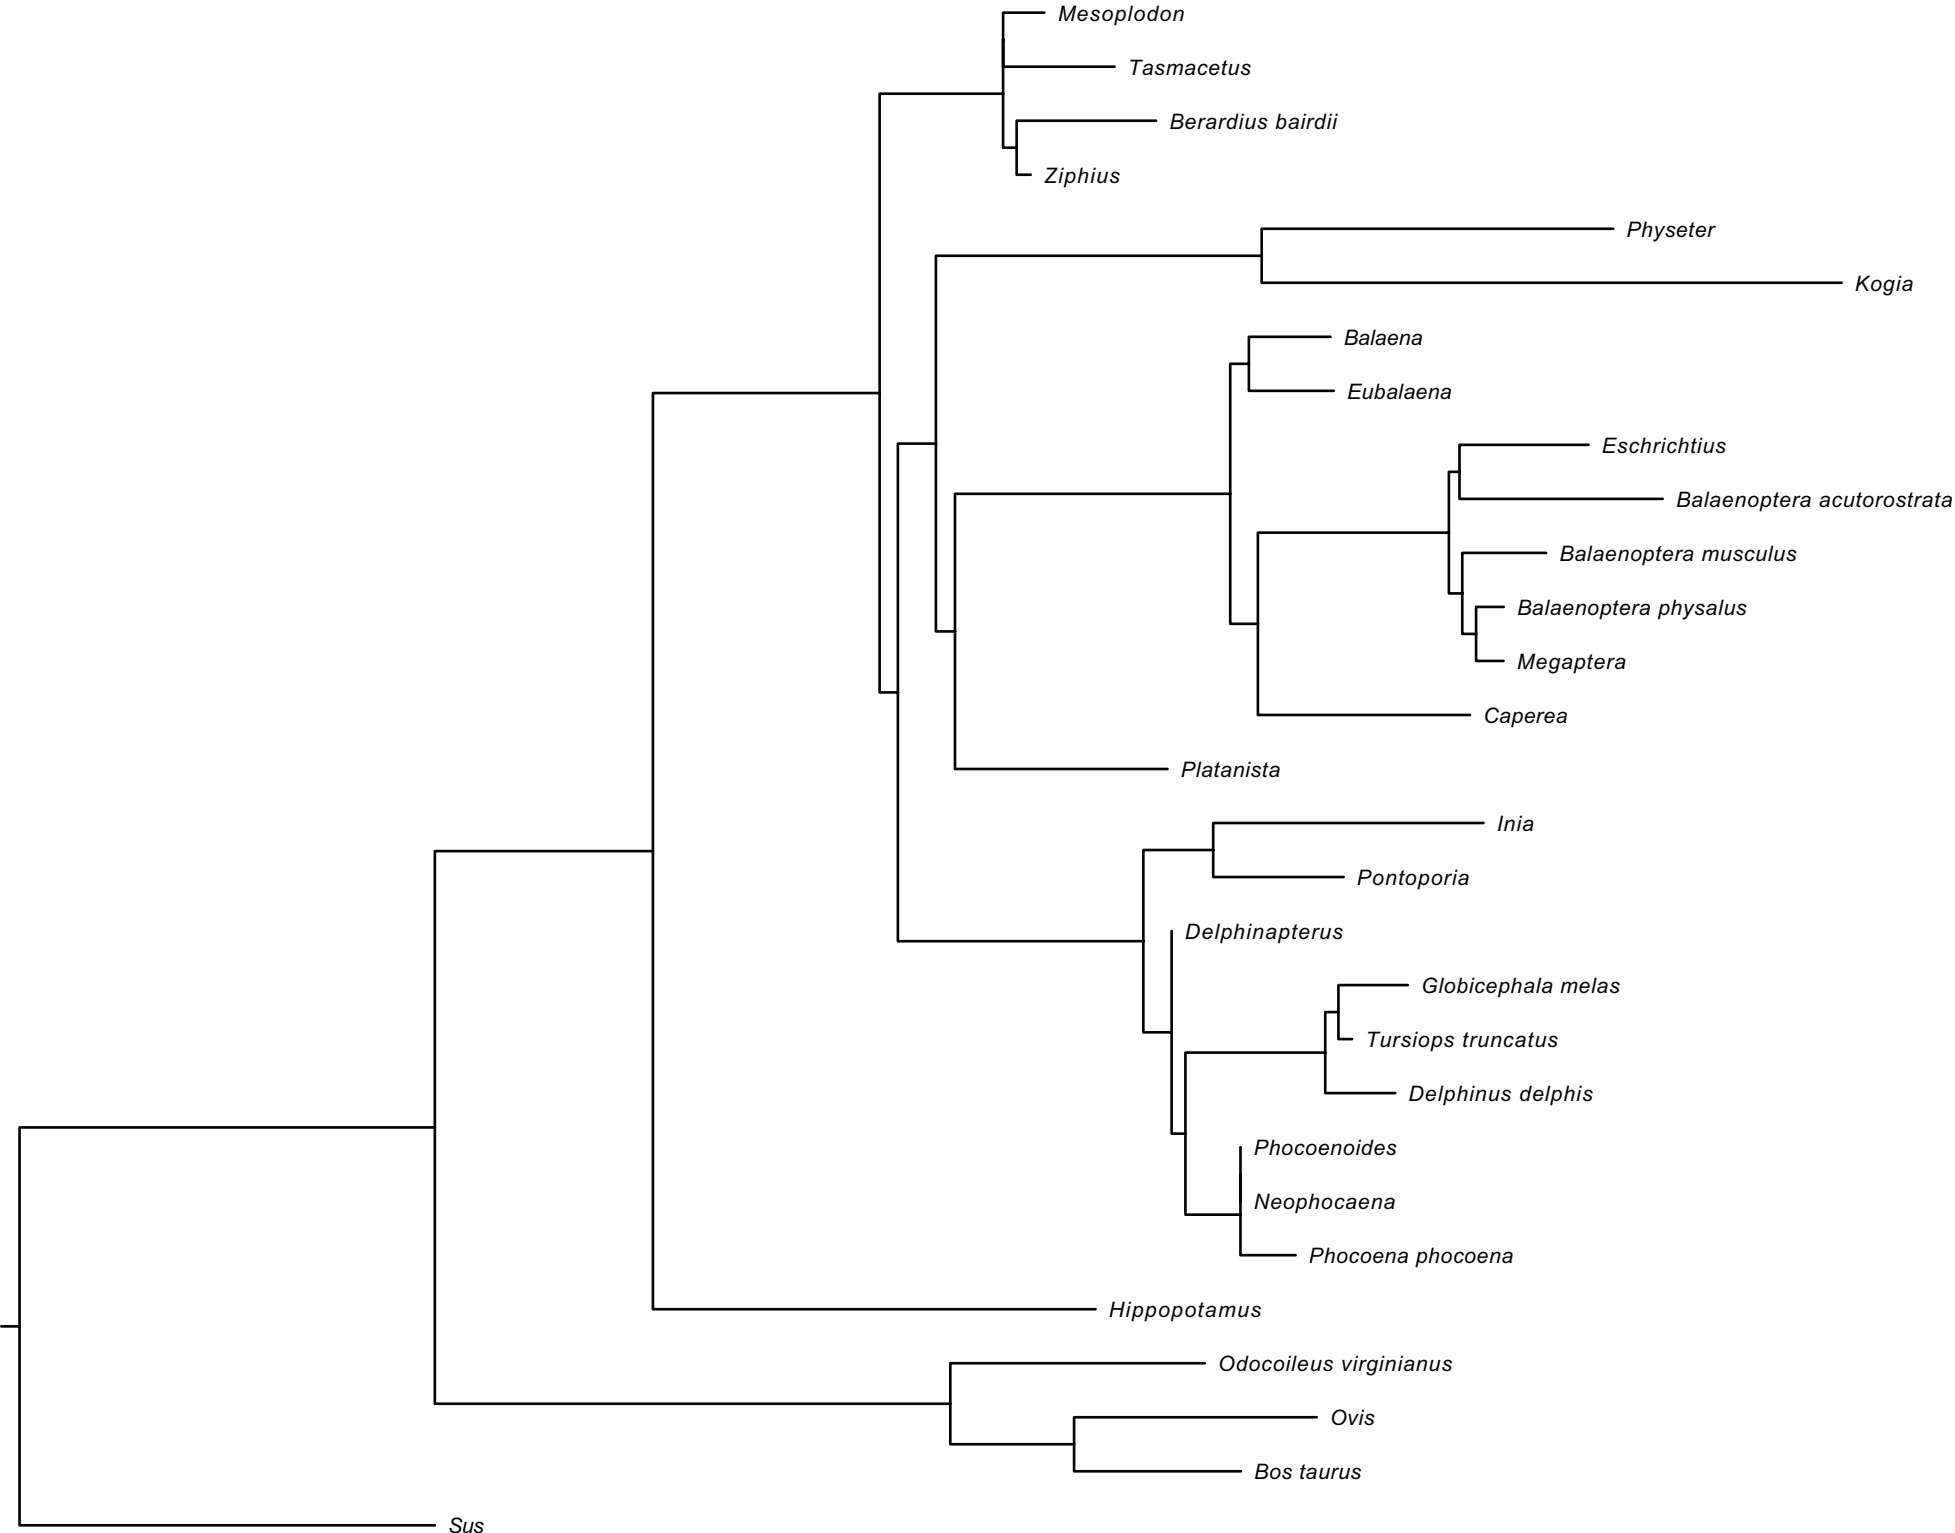 Mesoplodon
Tasmacetus
Berardius bairdii
Ziphius
Physeter
Kogia
Balaena
Eubalaena
Eschrichtius
Balaenoptera acutorostrata
Balaenoptera musculus
Balaenoptera physalus
Megaptera
Caperea
Platanista
Inia
Pontoporia
Delphinapterus
Globicephala melas
Tursiops truncatus
Delphinus delphis
Phocoenoides
Neophocaena
Phocoena phocoena
Hippopotamus
Odocoileus virginianus
Ovis
Bos taurus
Sus